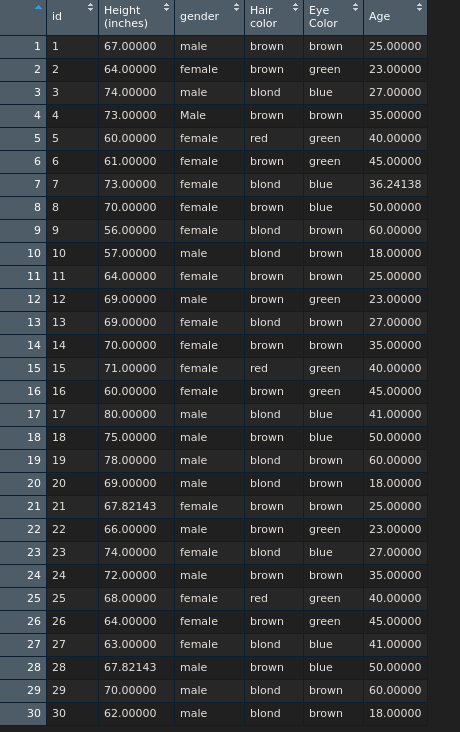 id Height (inches) gender Hair color Eye Color Age
1 1 67.00000 male brown brown 25.00000
2 2 64.00000 female brown green 23.00000
3 3 74.00000 male blond blue 27.00000
4 4 73.00000 Male brown brown 35.00000
5 5 60.00000 female red green 40.00000
6 6 61.00000 female brown green 45.00000
7 7 73.00000 female blond blue 36.24138
8 8 70.00000 female brown blue 50.00000
9 9 56.00000 female blond brown 60.00000
10 10 57.00000 male blond brown 18.00000
11 11 64.00000 female brown brown 25.00000
12 12 69.00000 male brown green 23.00000
13 13 69.00000 female blond brown 27.00000
14 14 70.00000 female brown brown 35.00000
15 15 71.00000 female red green 40.00000
16 16 60.00000 female brown green 45.00000
17 17 80.00000 male blond blue 41.00000
18 18 75.00000 male brown blue 50.00000
19 19 78.00000 male blond brown 60.00000
20 20 69.00000 male blond brown 18.00000
21 21 67.82143 female brown brown 25.00000
22 22 66.00000 male brown green 23.00000
23 23 74.00000 female blond blue 27.00000
24 24 72.00000 male brown brown 35.00000
25 25 68.00000 female red green 40.00000
26 26 64.00000 female brown green 45.00000
27 27 63.00000 female blond blue 41.00000
28 28 67.82143 male brown blue 50.00000
29 29 70.00000 male blond brown 60.00000
30 30 62.00000 male blond brown 18.00000